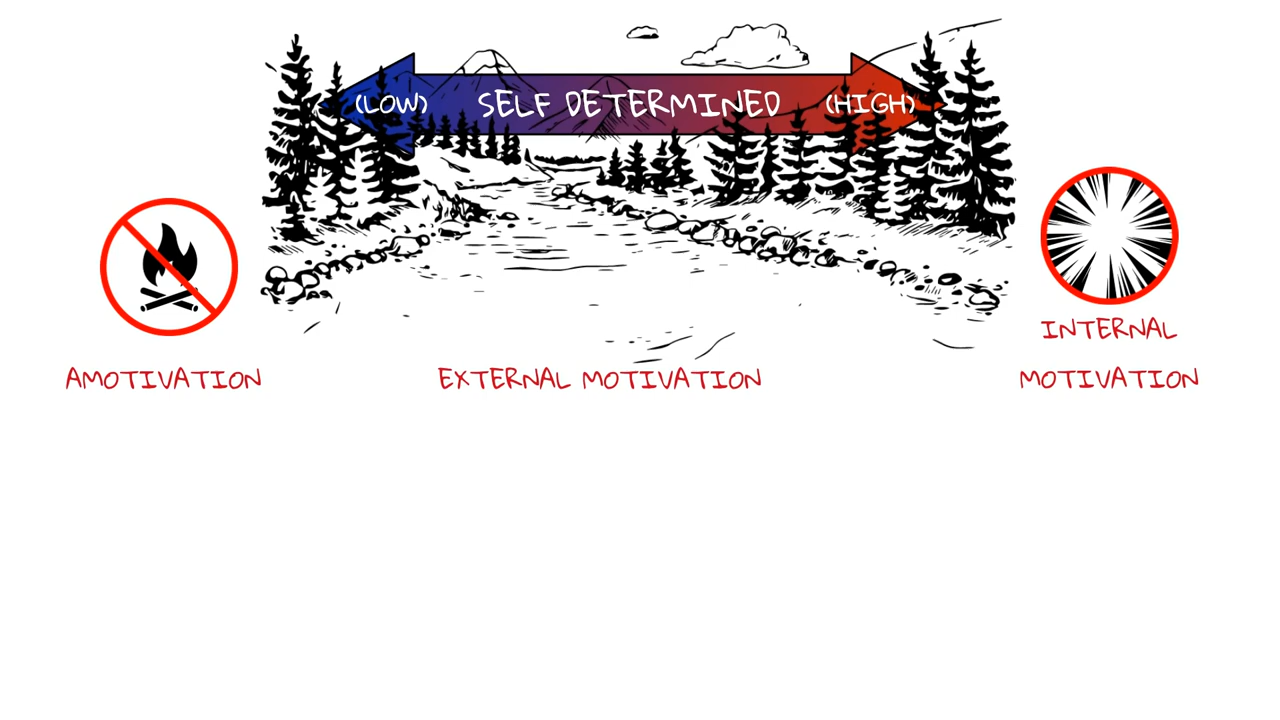 (LOW) SELF DETERMINED (HIGH)
INTERNAL
AMOTIVATION EXTERNAL MOTIVATION MOTIVATION